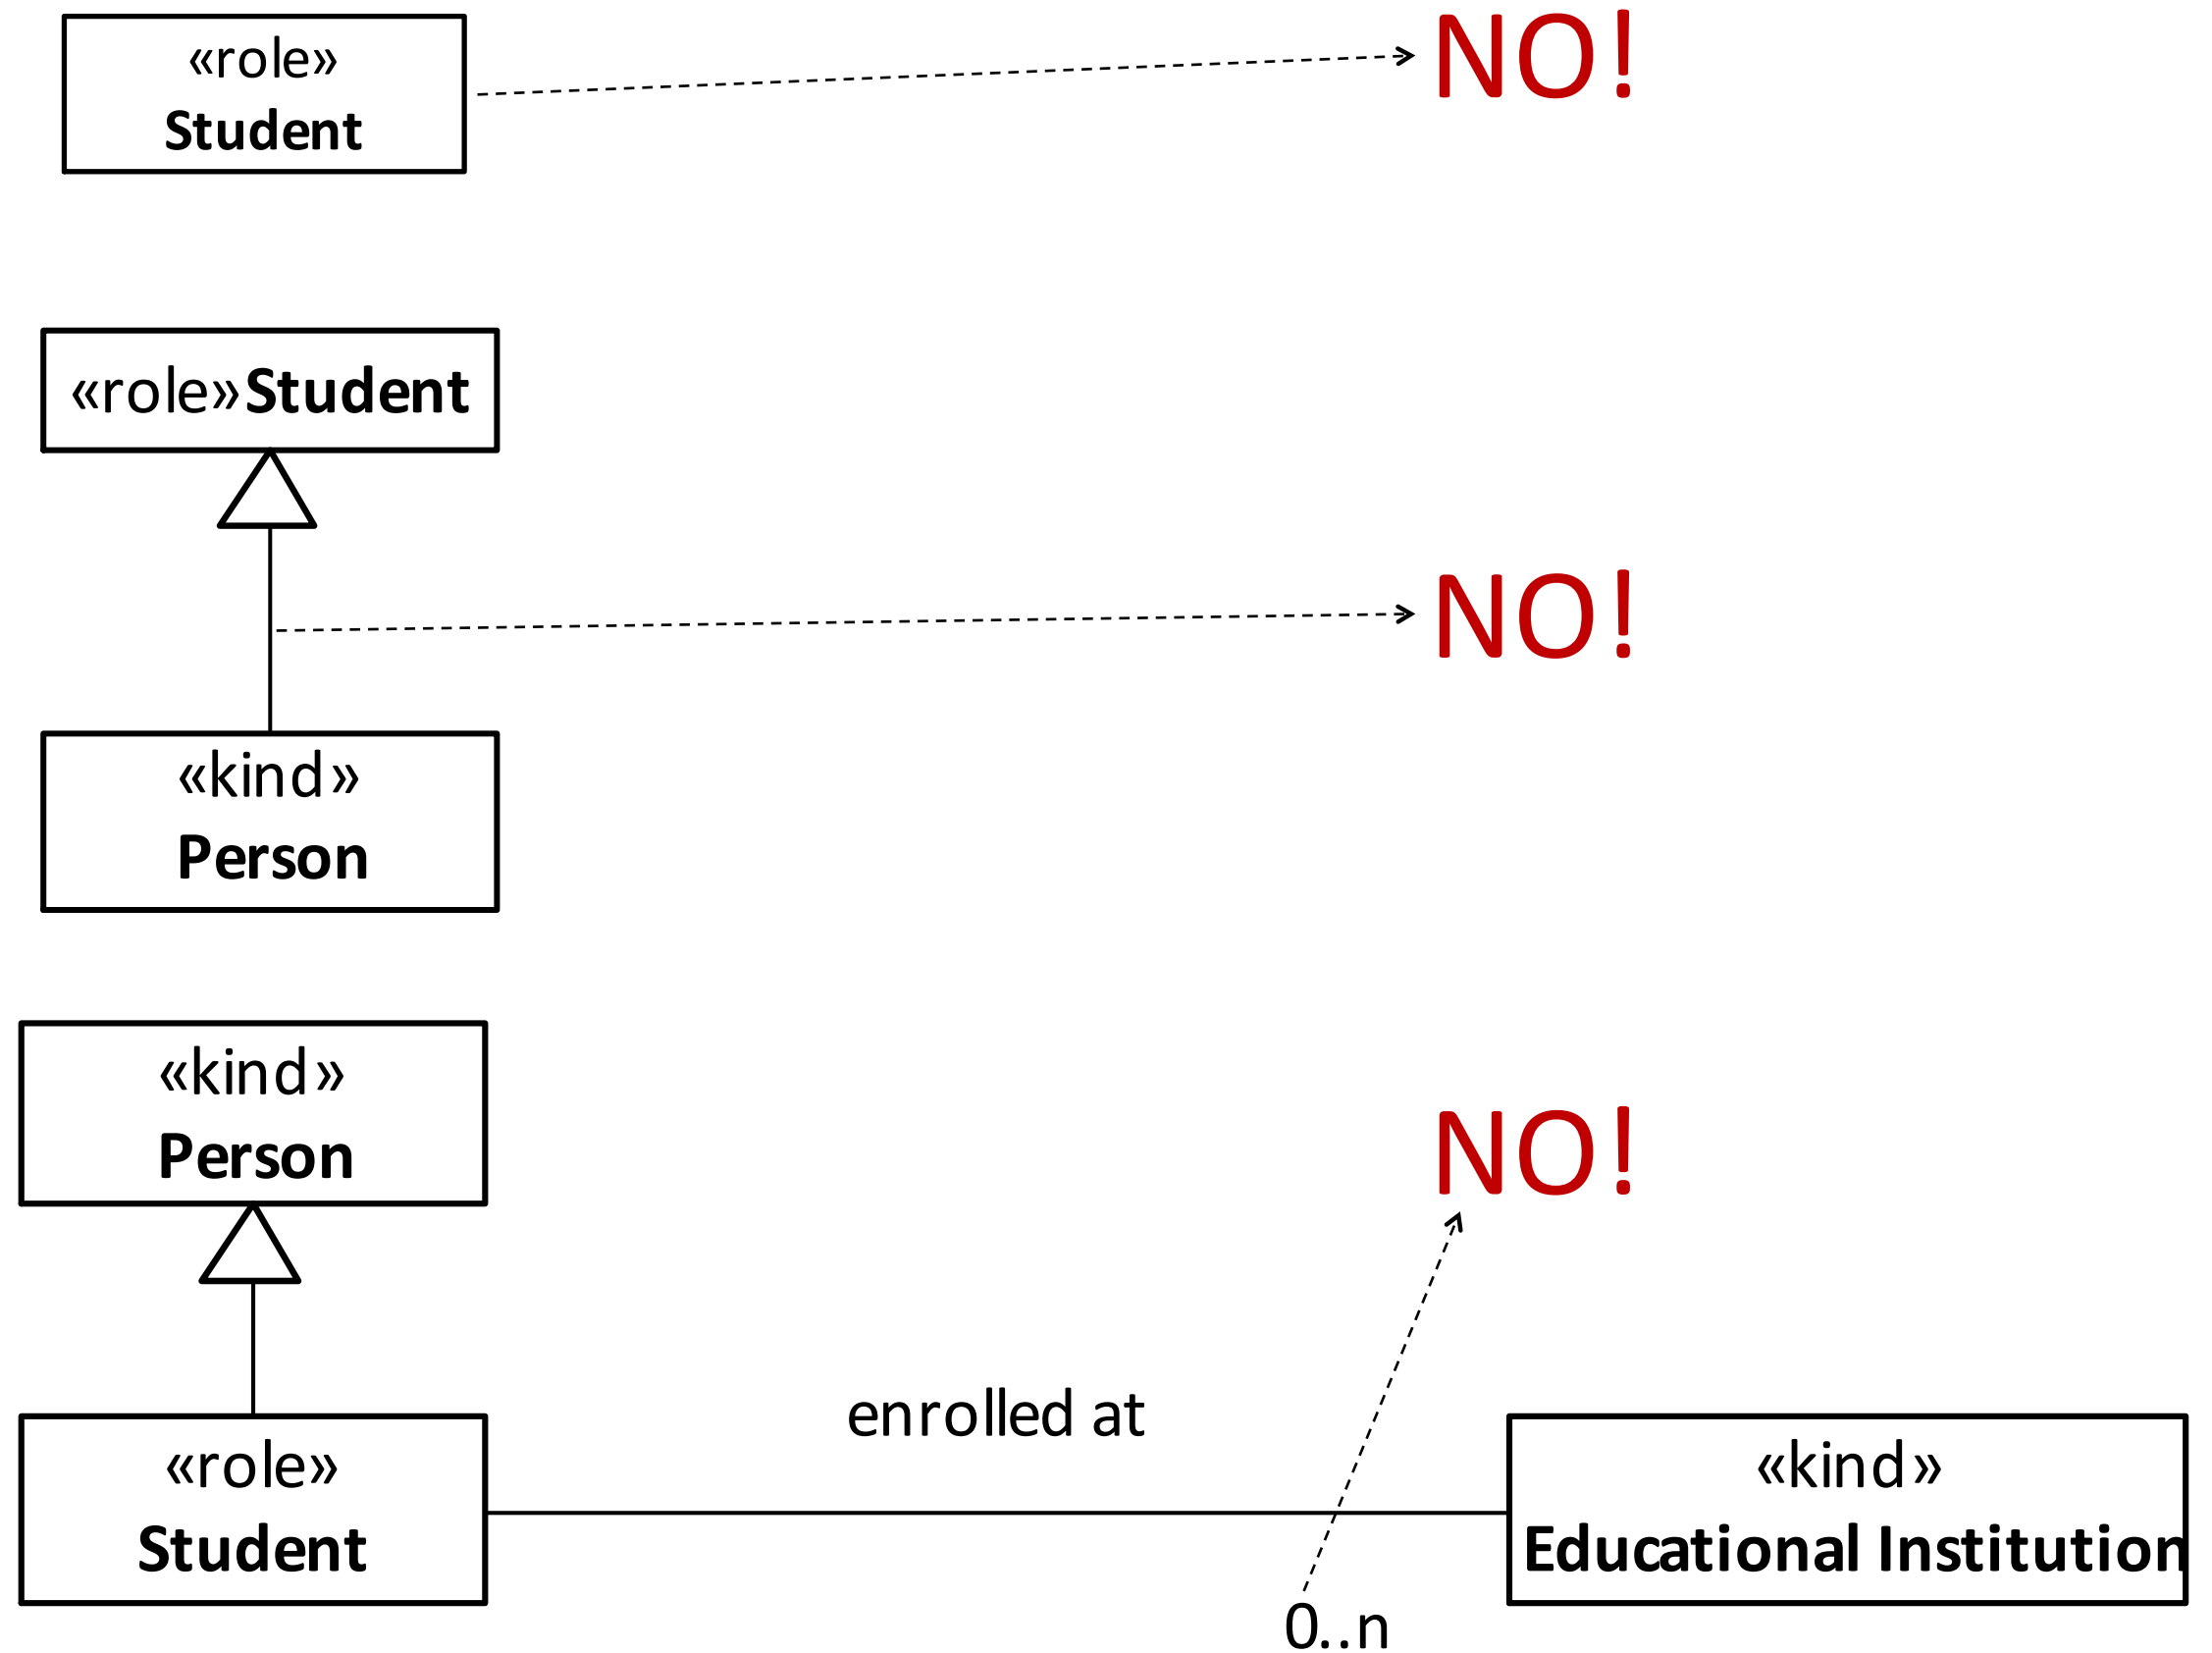 «role»
Student
NO!
«role»Student
NO!
«kind»
Person
«kind»
Person
NO!
enrolled at
«role»
Student
«kind»
Educational Institution
0..n